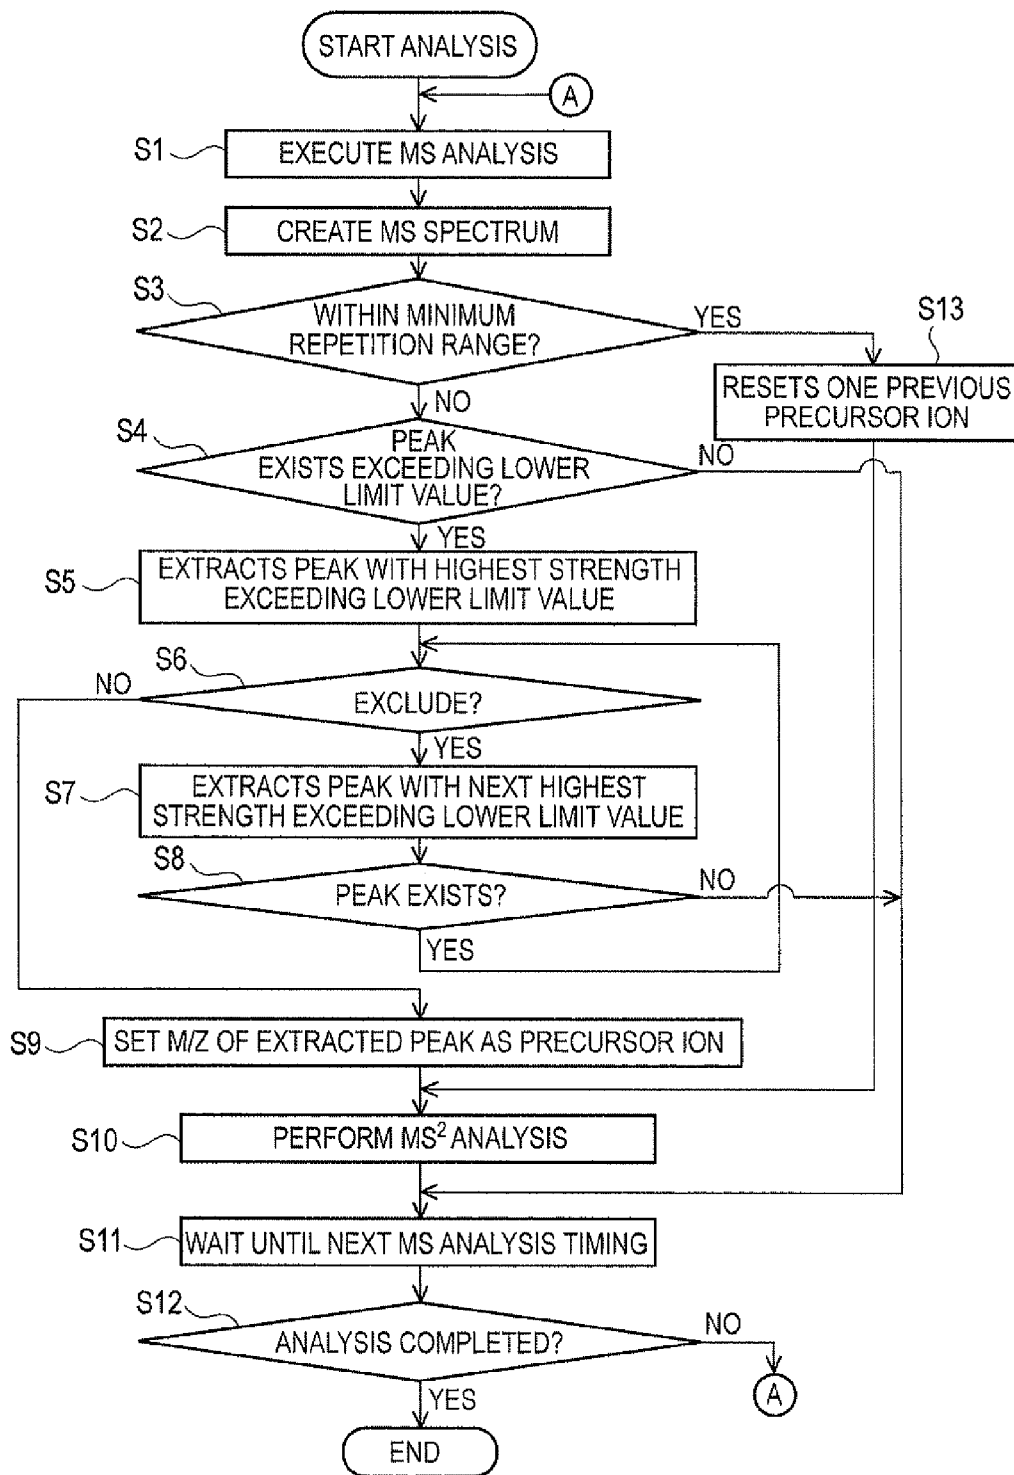 START ANALYSIS
A
S1
EXECUTE MS ANALYSIS
S2
CREATE MS SPECTRUM
S3
WITHIN MINIMUM
REPETITION RANGE?
YES
S13
RESETS ONE PREVIOUS
PRECURSOR ION
NO
S4
PEAK
EXISTS EXCEEDING LOWER
LIMIT VALUE?
NO
YES
S5
EXTRACTS PEAK WITH HIGHEST STRENGTH
EXCEEDING LOWER LIMIT VALUE
S6
NO
EXCLUDE?
YES
S7
EXTRACTS PEAK WITH NEXT HIGHEST
STRENGTH EXCEEDING LOWER LIMIT VALUE
S8
PEAK EXISTS?
NO
YES
S9
SET M/Z OF EXTRACTED PEAK AS PRECURSOR ION
S10
PERFORM MS² ANALYSIS
S11
WAIT UNTIL NEXT MS ANALYSIS TIMING
S12
ANALYSIS COMPLETED?
NO
A
YES
END